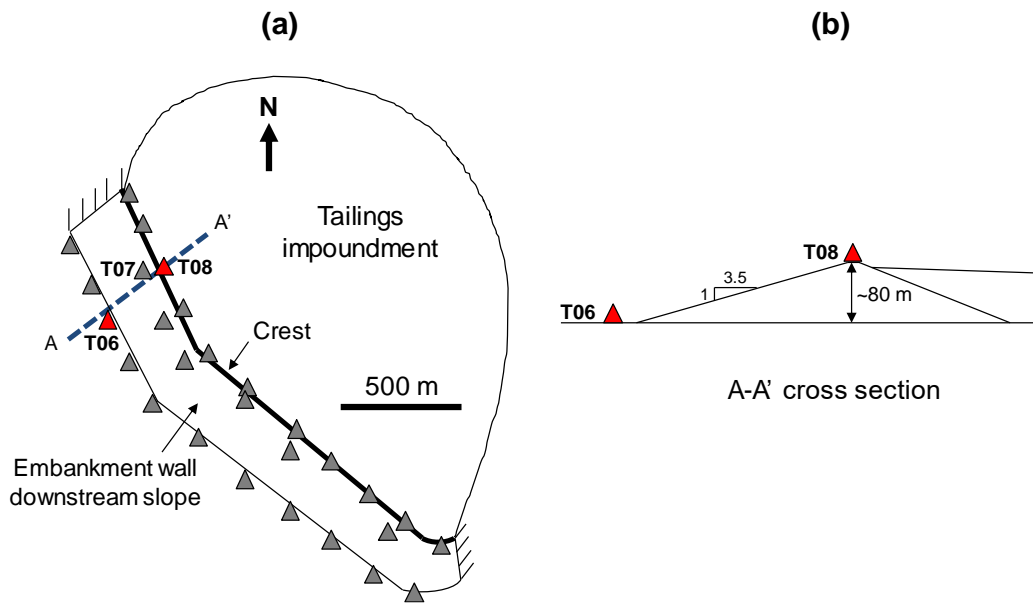 (a)
(b)
N
A'
Tailings
impoundment
T07
T08
A
T06
Crest
500 m
Embankment wall
downstream slope
T08
3.5
1
~80 m
T06
A-A' cross section